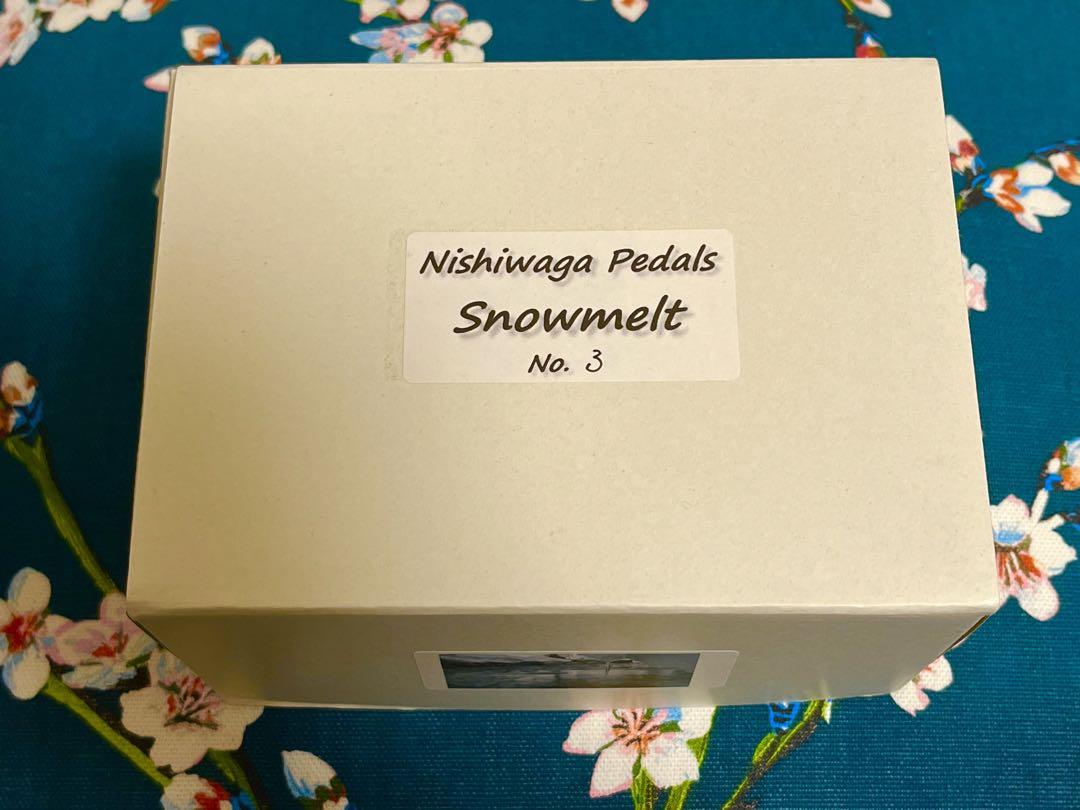 Nishiwaga Pedals
Snowmelt
No. 3